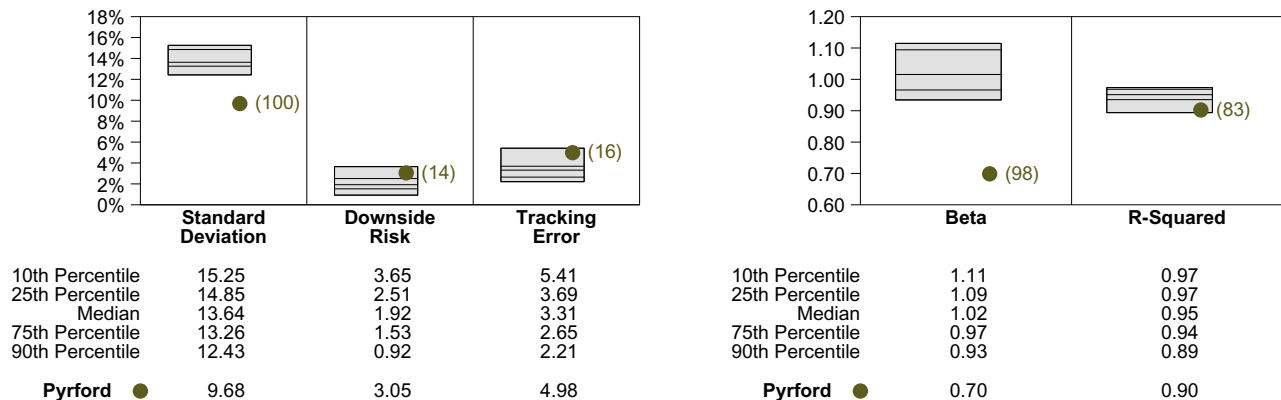 18%
16%
14%
12%
10%
8%
6%
4%
2%
0%
(100)
(14)
(16)
Standard Deviation
Downside Risk
Tracking Error
10th Percentile 15.25 3.65 5.41
25th Percentile 14.85 2.51 3.69
Median 13.64 1.92 3.31
75th Percentile 13.26 1.53 2.65
90th Percentile 12.43 0.92 2.21
Pyrford 9.68 3.05 4.98
1.20
1.10
1.00
0.90
0.80
0.70
0.60
(98)
(83)
Beta R-Squared
10th Percentile 1.11 0.97
25th Percentile 1.09 0.97
Median 1.02 0.95
75th Percentile 0.97 0.94
90th Percentile 0.93 0.89
Pyrford 0.70 0.90